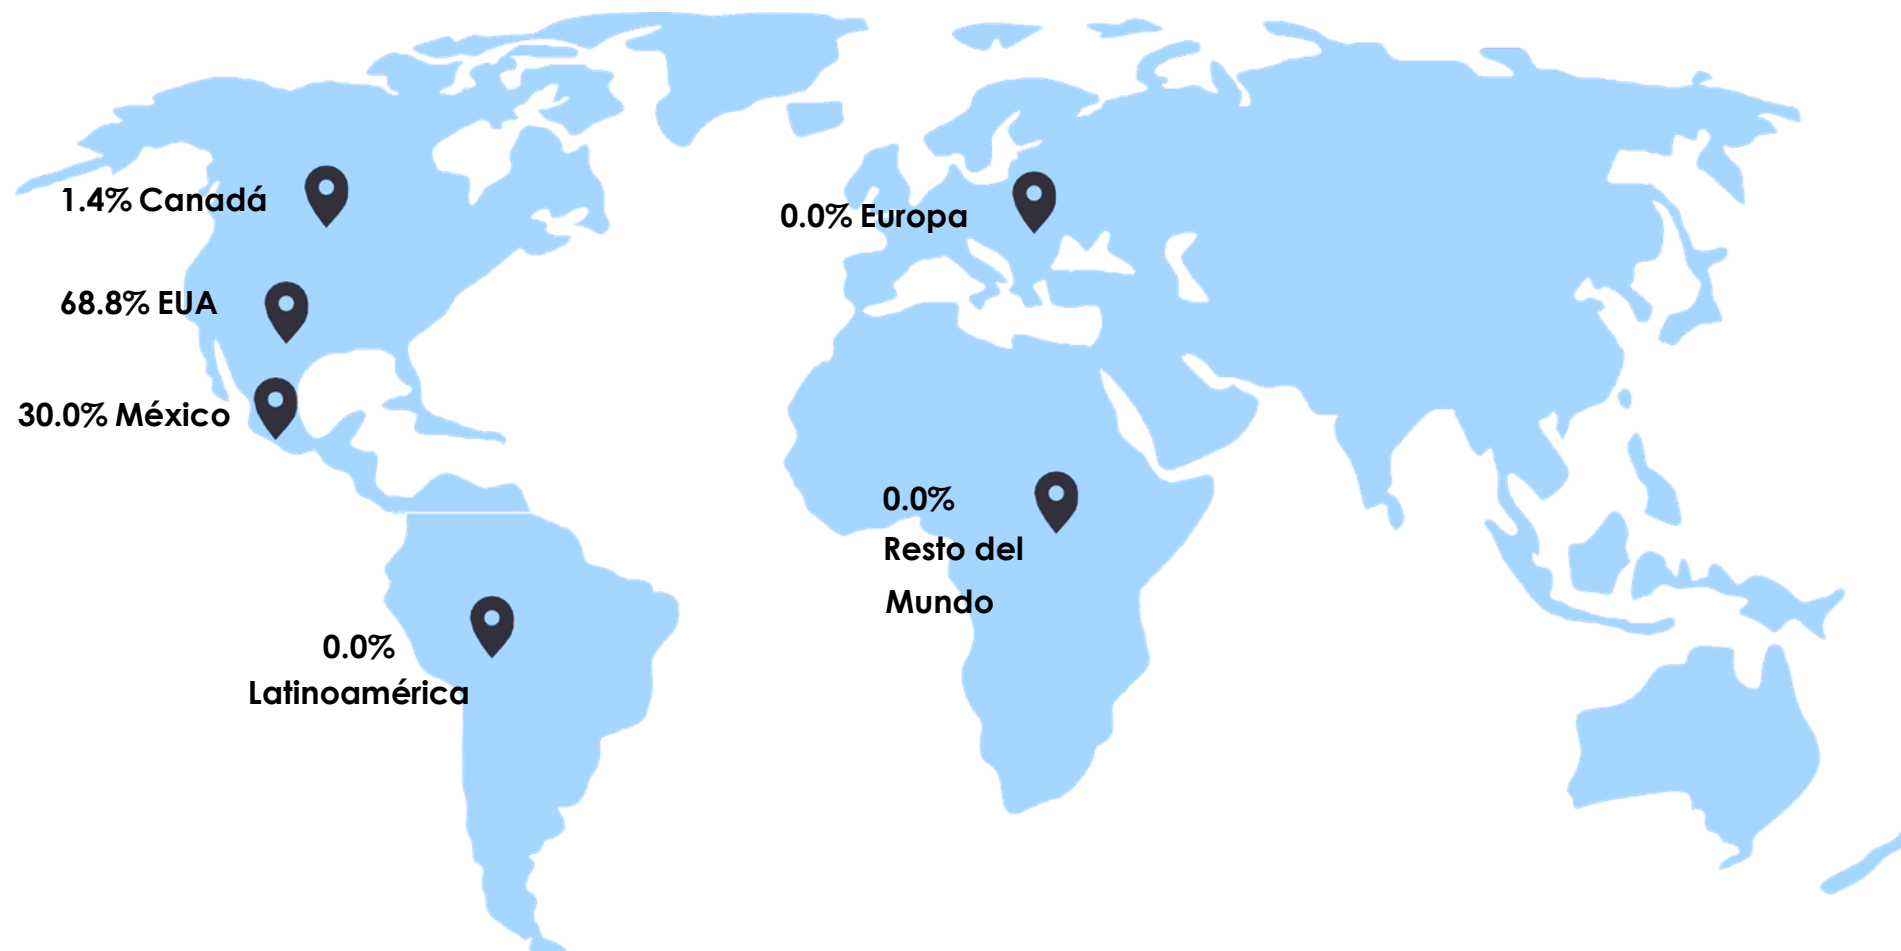 1.4% Canadá
68.8% EUA
30.0% México
0.0%
Latinoamérica
0.0% Europa
0.0%
Resto del
Mundo